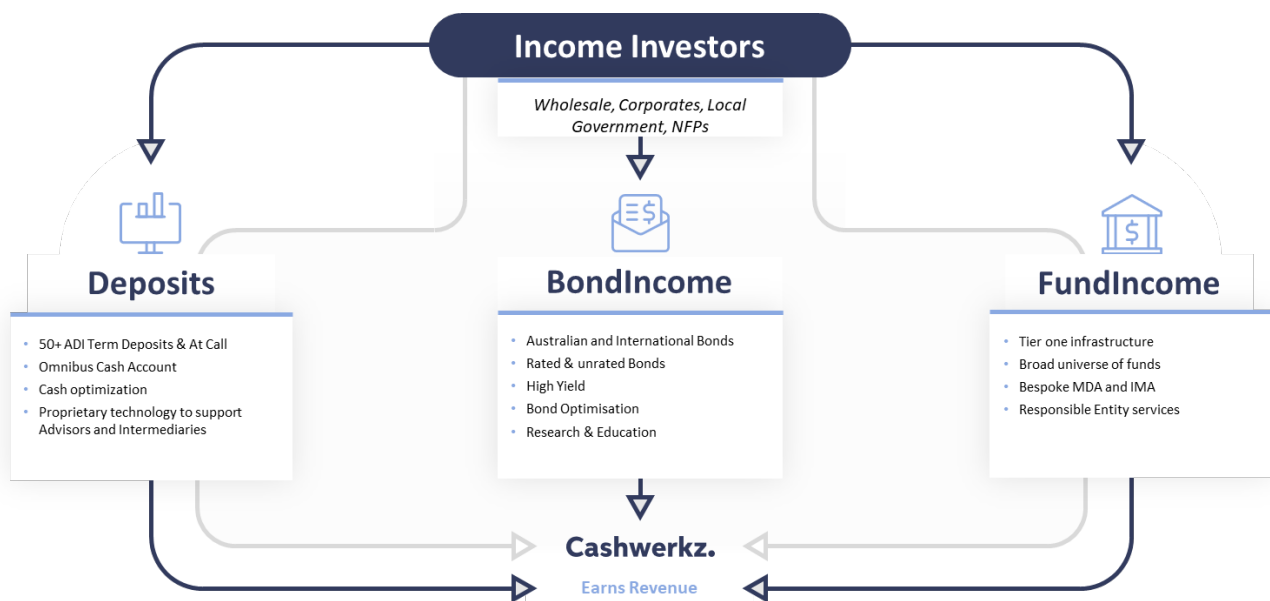 Income Investors
Wholesale, Corporates, Local
Government, NFPs
Deposits
• 50+ ADI Term Deposits & At Call
• Omnibus Cash Account
• Cash optimization
• Proprietary technology to support
Advisors and Intermediaries
$
BondIncome
• Australian and International Bonds
• Rated & unrated Bonds
• High Yield
• Bond Optimisation
• Research & Education
$
FundIncome
• Tier one infrastructure
• Broad universe of funds
• Bespoke MDA and IMA
• Responsible Entity services
Cashwerkz.
Earns Revenue